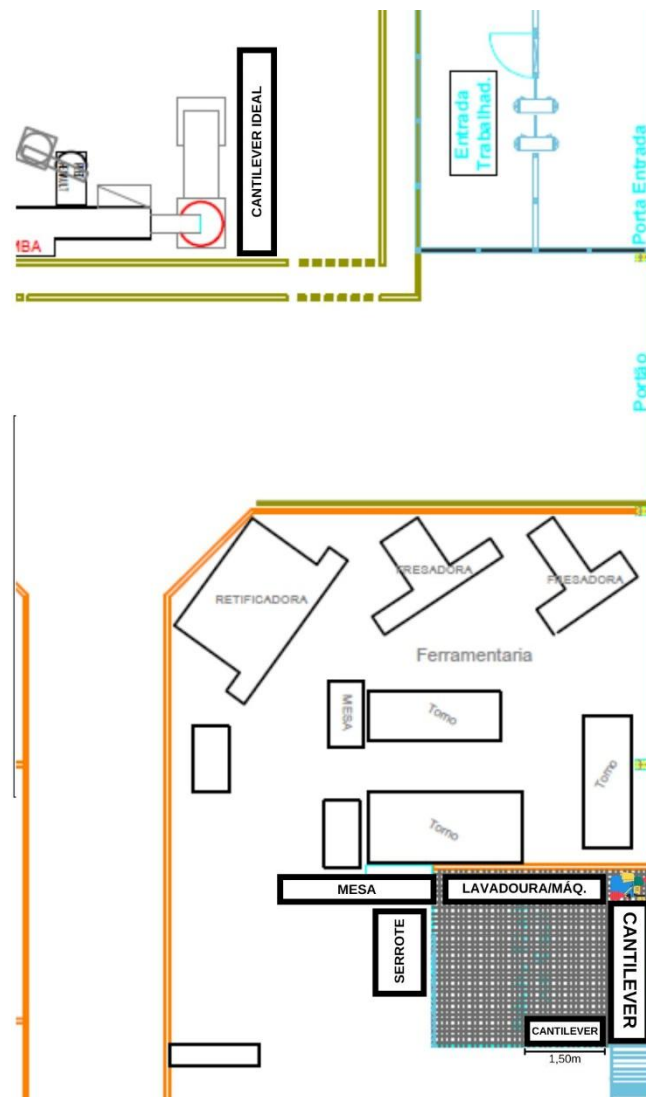 CANTILEVER IDEAL
Entrada
Trabalhad.
Porta Entrada
MBA
Portão
RETIFICADORA
FRESADORA
FRESADORA
Ferramentaria
MESA
Torno
Torno
Torno
MESA
LAVADOURA/MÁQ.
SERROTE
CANTILEVER
CANTILEVER
1,50m